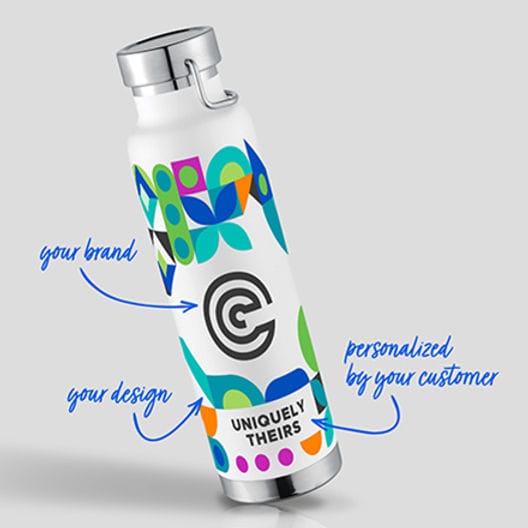 your brand
your design
UNIQUELY
THEIRS
personalized
by your customer